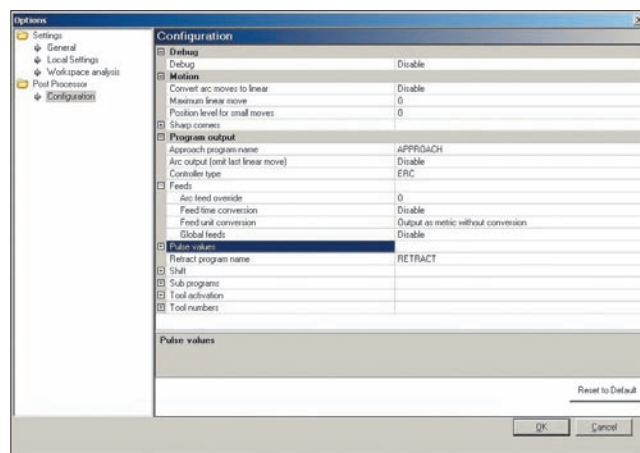 Options
Settings
General
Local Settings
Workspace analysis
Post Processor
Configuration
Configuration
Debug
Debug Disable
Motion
Convert arc moves to linear Disable
Maximum linear move 0
Position level for small moves 0
Sharp corners
Program output
Approach program name APPROACH
Arc output (omit last linear move) Disable
Controller type ERC
Feeds
Arc feed override 0
Feed time conversion Disable
Feed unit conversion Output as metric without conversion
Global feeds Disable
Pulse values
Retract program name RETRACT
Shift
Sub programs
Tool activation
Tool numbers
Pulse values
Reset to Default
OK Cancel